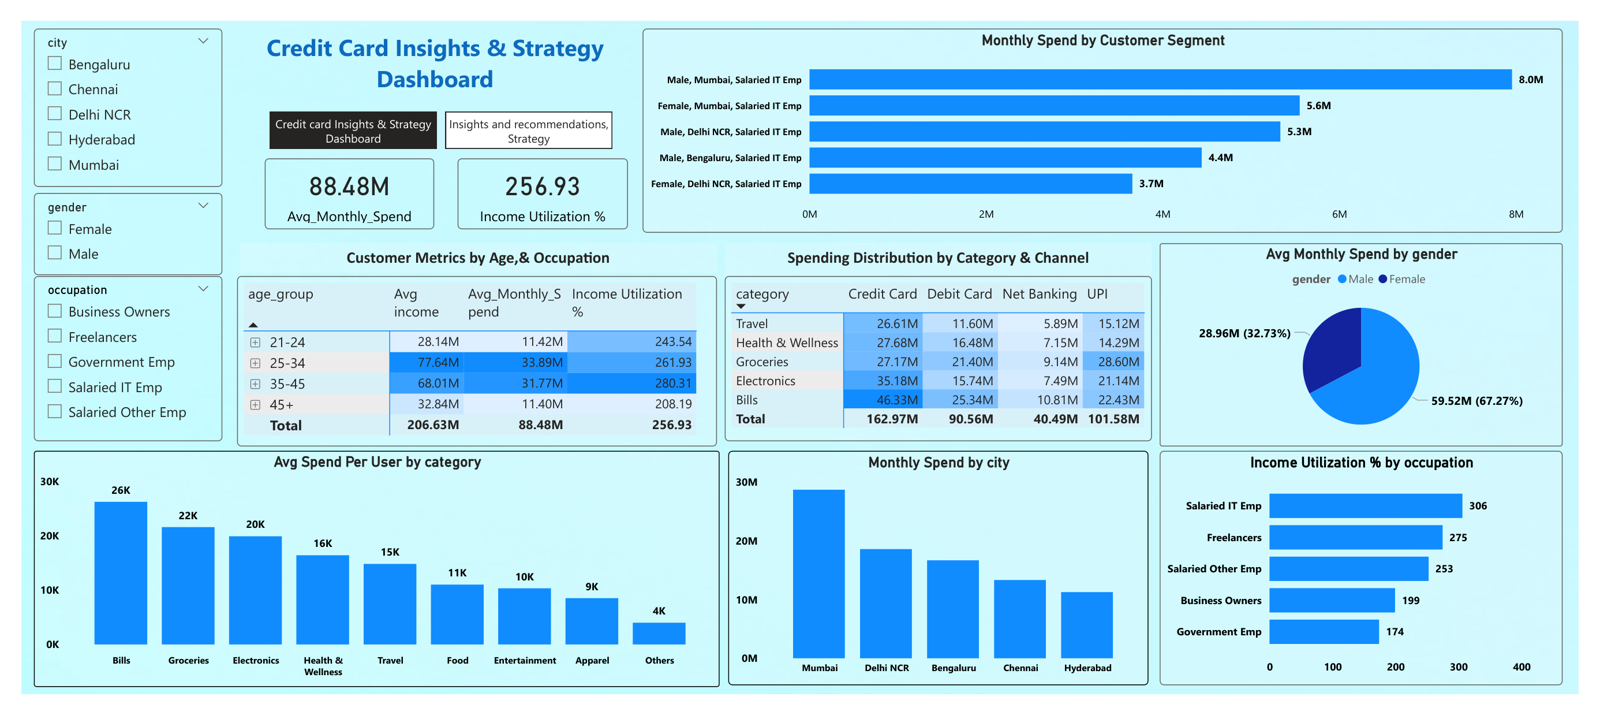 city
Bengaluru
Chennai
Delhi NCR
Hyderabad
Mumbai
gender
Female
Male
occupation
Business Owners
Freelancers
Government Emp
Salaried IT Emp
Salaried Other Emp
Credit Card Insights & Strategy
Dashboard
Credit card Insights & Strategy
Dashboard
Insights and recommendations,
Strategy
88.48M
Avq_Monthly_Spend
256.93
Income Utilization %
Monthly Spend by Customer Segment
Male, Mumbai, Salaried IT Emp 8.0M
Female, Mumbai, Salaried IT Emp 5.6M
Male, Delhi NCR, Salaried IT Emp 5.3M
Male, Bengaluru, Salaried IT Emp 4.4M
Female, Delhi NCR, Salaried IT Emp 3.7M
0M 2M 4M 6M 8M
Customer Metrics by Age,& Occupation
age_group Avg Avg_Monthly_S Income Utilization
income pend %
21-24 28.14M 11.42M 243.54
25-34 77.64M 33.89M 261.93
35-45 68.01M 31.77M 280.31
45+ 32.84M 11.40M 208.19
Total 206.63M 88.48M 256.93
Spending Distribution by Category & Channel
category Credit Card Debit Card Net Banking UPI
Travel 26.61M 11.60M 5.89M 15.12M
Health & Wellness 27.68M 16.48M 7.15M 14.29M
Groceries 27.17M 21.40M 9.14M 28.60M
Electronics 35.18M 15.74M 7.49M 21.14M
Bills 46.33M 25.34M 10.81M 22.43M
Total 162.97M 90.56M 40.49M 101.58M
Avg Monthly Spend by gender
gender Male Female
28.96M (32.73%)
59.52M (67.27%)
Avg Spend Per User by category
30K
20K
10K
0K
26K
22K
20K
16K
15K
11K
10K
9K
4K
Bills Groceries Electronics Health & Travel Food Entertainment Apparel Others
Wellness
Monthly Spend by city
30M
20M
10M
0M
Mumbai Delhi NCR Bengaluru Chennai Hyderabad
Income Utilization % by occupation
Salaried IT Emp 306
Freelancers 275
Salaried Other Emp 253
Business Owners 199
Government Emp 174
0 100 200 300 400